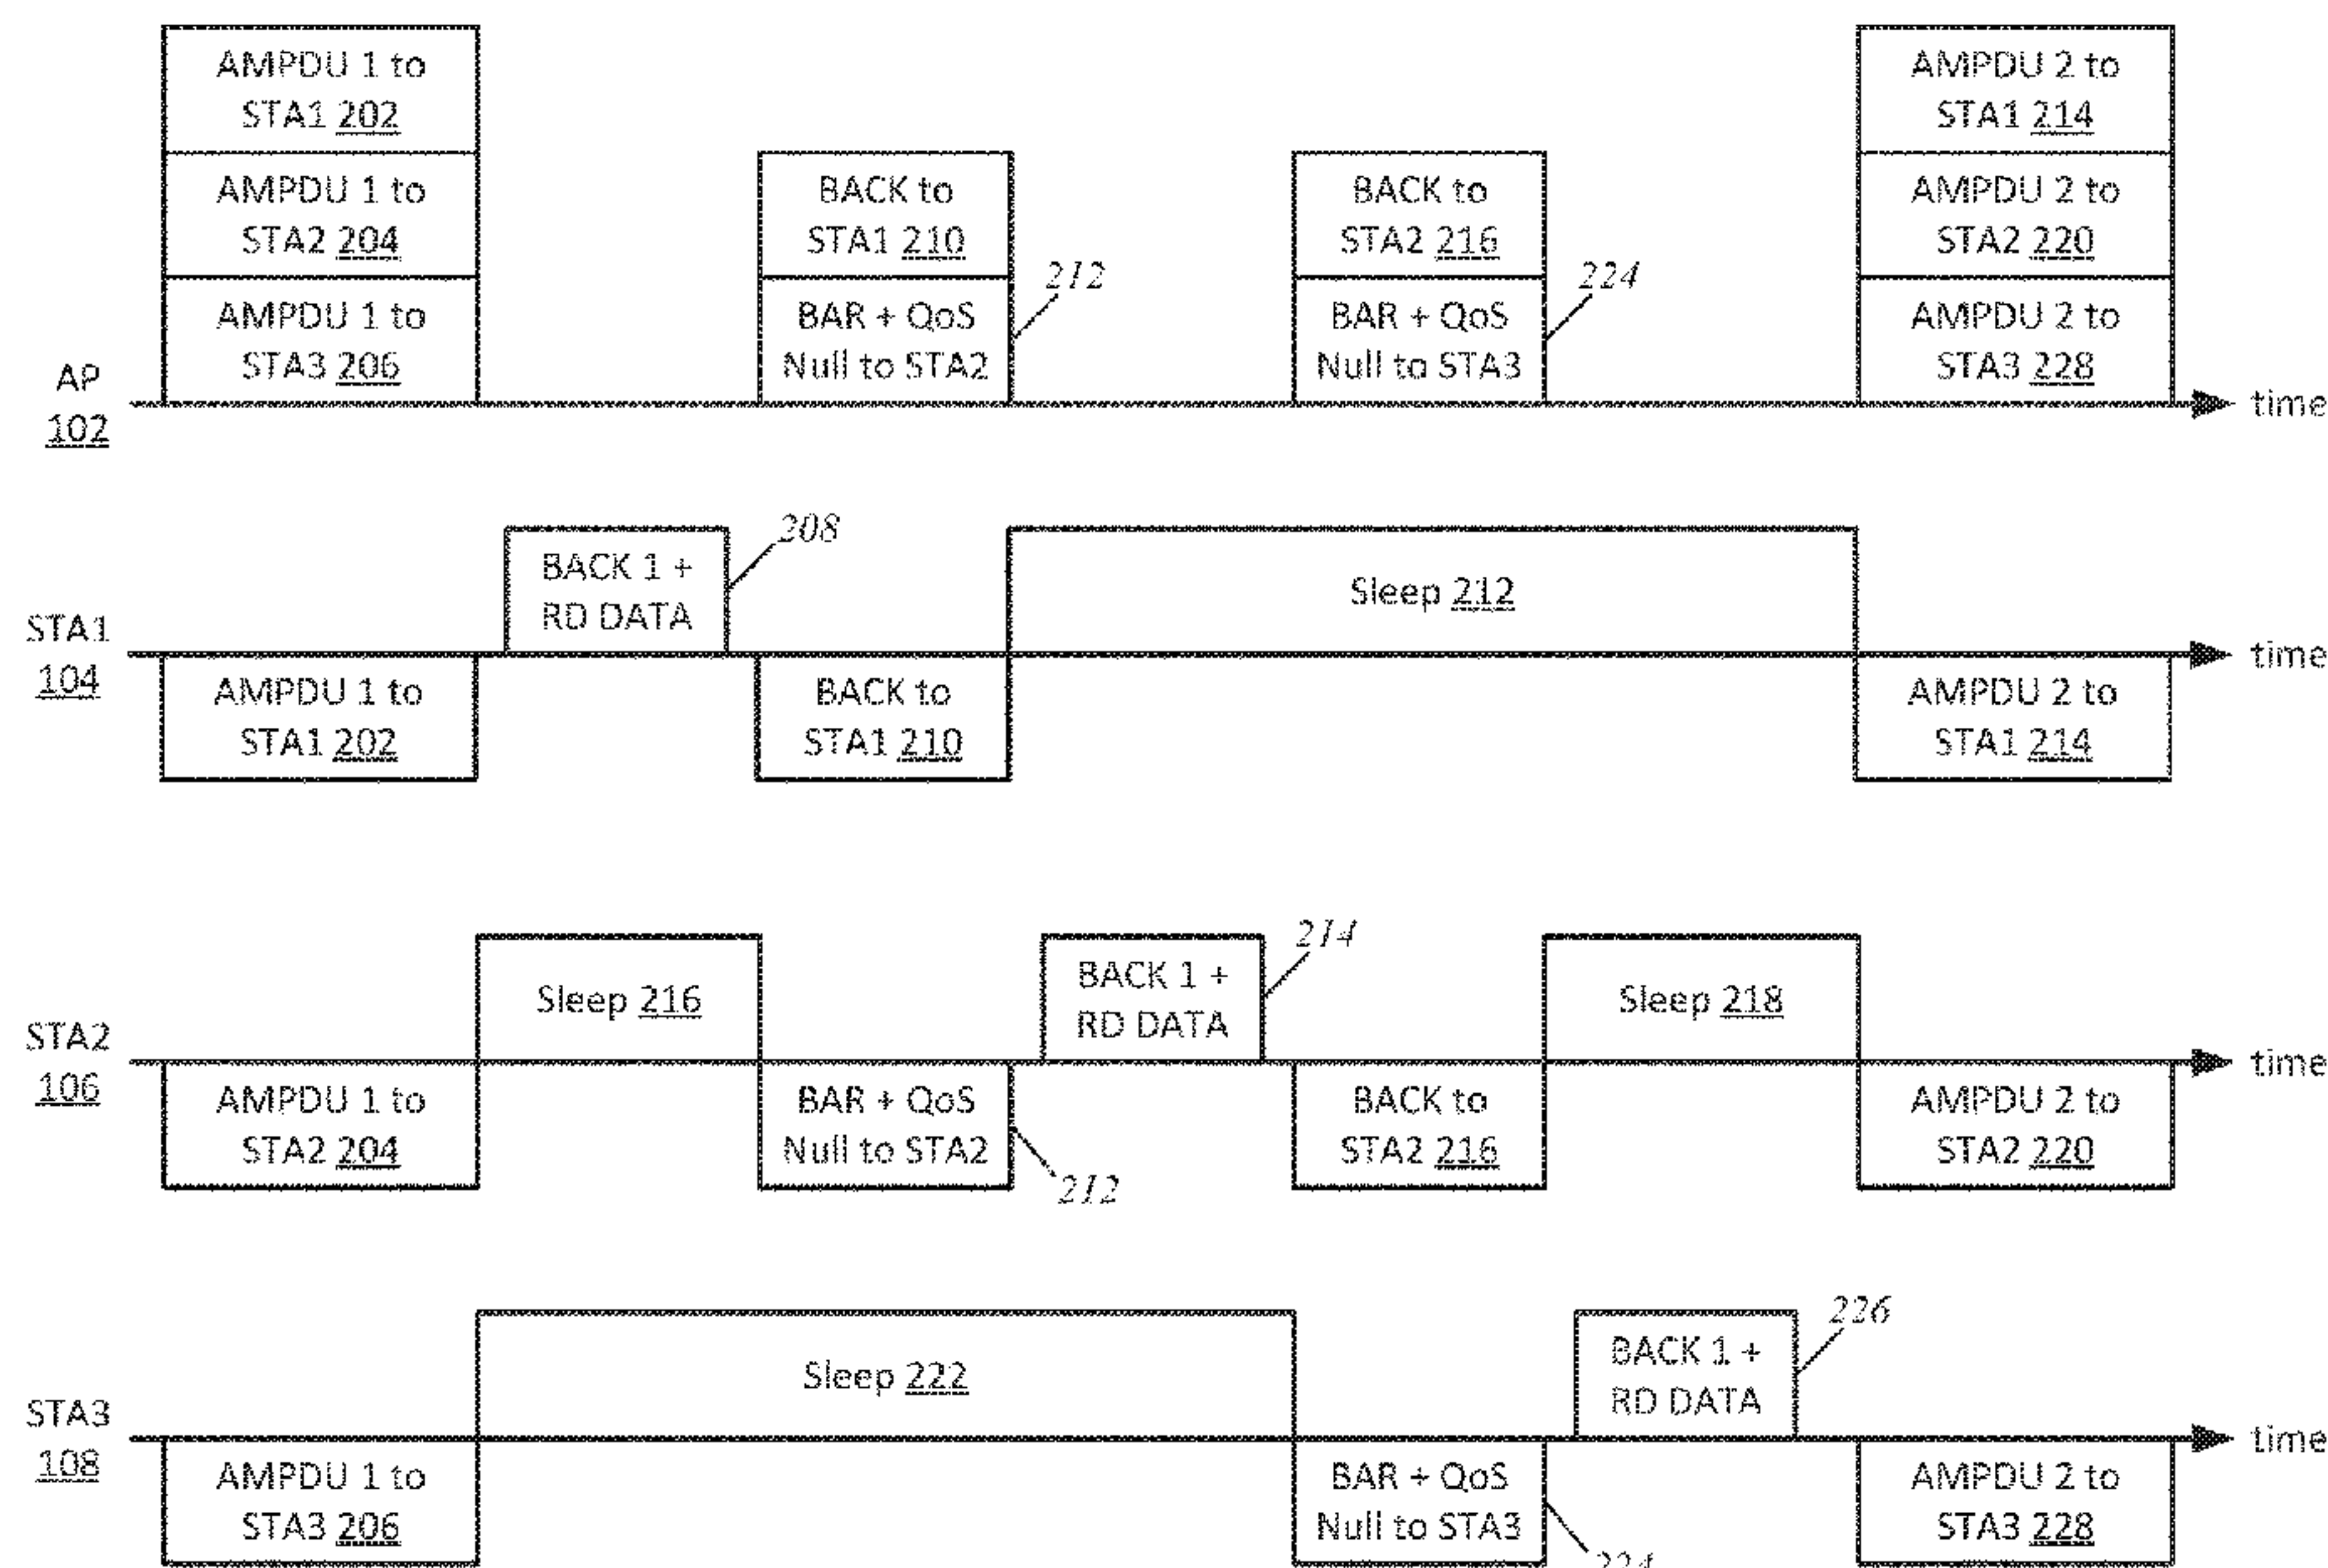 AMPDU 1 to
STA1 202
AMPDU 1 to
STA2 204
AMPDU 1 to
STA3 206
BACK to
STA1 210
BAR + QoS
Null to STA2
212
BACK to
STA2 216
BAR + QoS
Null to STA3
224
AMPDU 2 to
STA1 214
AMPDU 2 to
STA2 220
AMPDU 2 to
STA3 228
AP
102
time
STA1
104
AMPDU 1 to
STA1 202
BACK 1 +
RD DATA
208
BACK to
STA1 210
Sleep 212
AMPDU 2 to
STA1 214
time
STA2
106
AMPDU 1 to
STA2 204
Sleep 216
BAR + QoS
Null to STA2
212
BACK 1 +
RD DATA
214
BACK to
STA2 216
Sleep 218
AMPDU 2 to
STA2 220
time
STA3
108
AMPDU 1 to
STA3 206
Sleep 222
BAR + QoS
Null to STA3
224
BACK 1 +
RD DATA
226
AMPDU 2 to
STA3 228
time